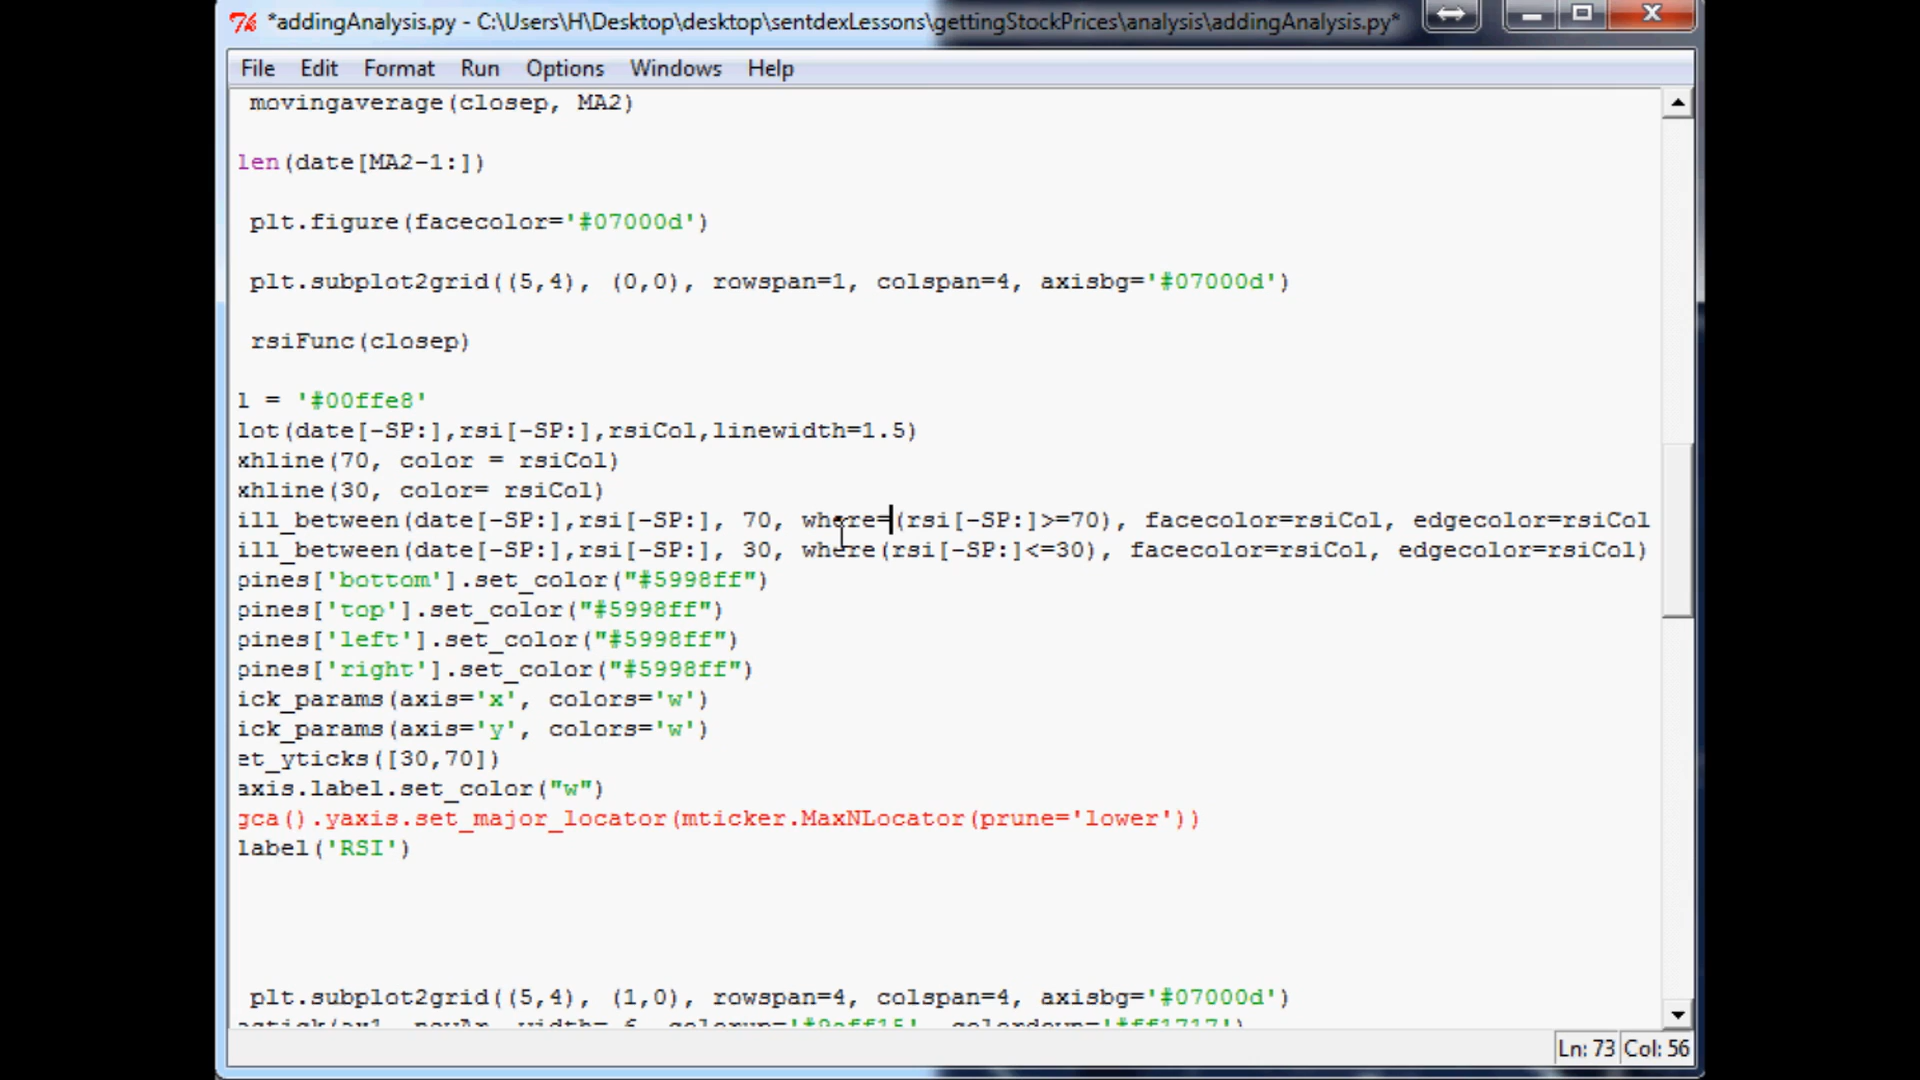 *addingAnalysis.py - C:\Users\H\Desktop\desktop\sentdexLessons\gettingStockPrices\analysis\addingAnalysis.py*
File Edit Format Run Options Windows Help
movingaverage(closep, MA2)
len(date[MA2-1:])
plt.figure(facecolor='#07000d')
plt.subplot2grid((5,4), (0,0), rowspan=1, colspan=4, axisbg='#07000d')
rsiFunc(closep)
l = '#00ffe8'
lot(date[-SP:],rsi[-SP:],rsiCol,linewidth=1.5)
xhline(70, color = rsiCol)
xhline(30, color= rsiCol)
ill_between(date[-SP:],rsi[-SP:], 70, where=(rsi[-SP:]>=70), facecolor=rsiCol, edgecolor=rsiCol
ill_between(date[-SP:],rsi[-SP:], 30, where(rsi[-SP:]<=30), facecolor=rsiCol, edgecolor=rsiCol)
pines['bottom'].set_color("#5998ff")
pines['top'].set_color("#5998ff")
pines['left'].set_color("#5998ff")
pines['right'].set_color("#5998ff")
ick_params(axis='x', colors='w')
ick_params(axis='y', colors='w')
et_yticks([30,70])
axis.label.set_color("w")
gca().yaxis.set_major_locator(mticker.MaxNLocator(prune='lower'))
label('RSI')
plt.subplot2grid((5,4), (1,0), rowspan=4, colspan=4, axisbg='#07000d')
Ln: 73 Col: 56